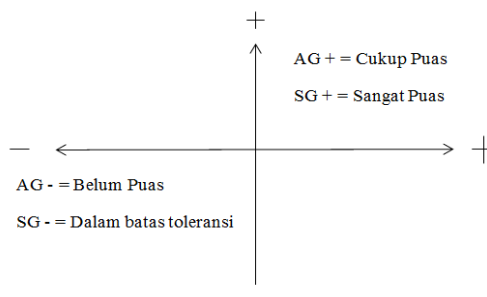 +
AG + = Cukup Puas
SG + = Sangat Puas
— +
AG - = Belum Puas
SG - = Dalam batas toleransi